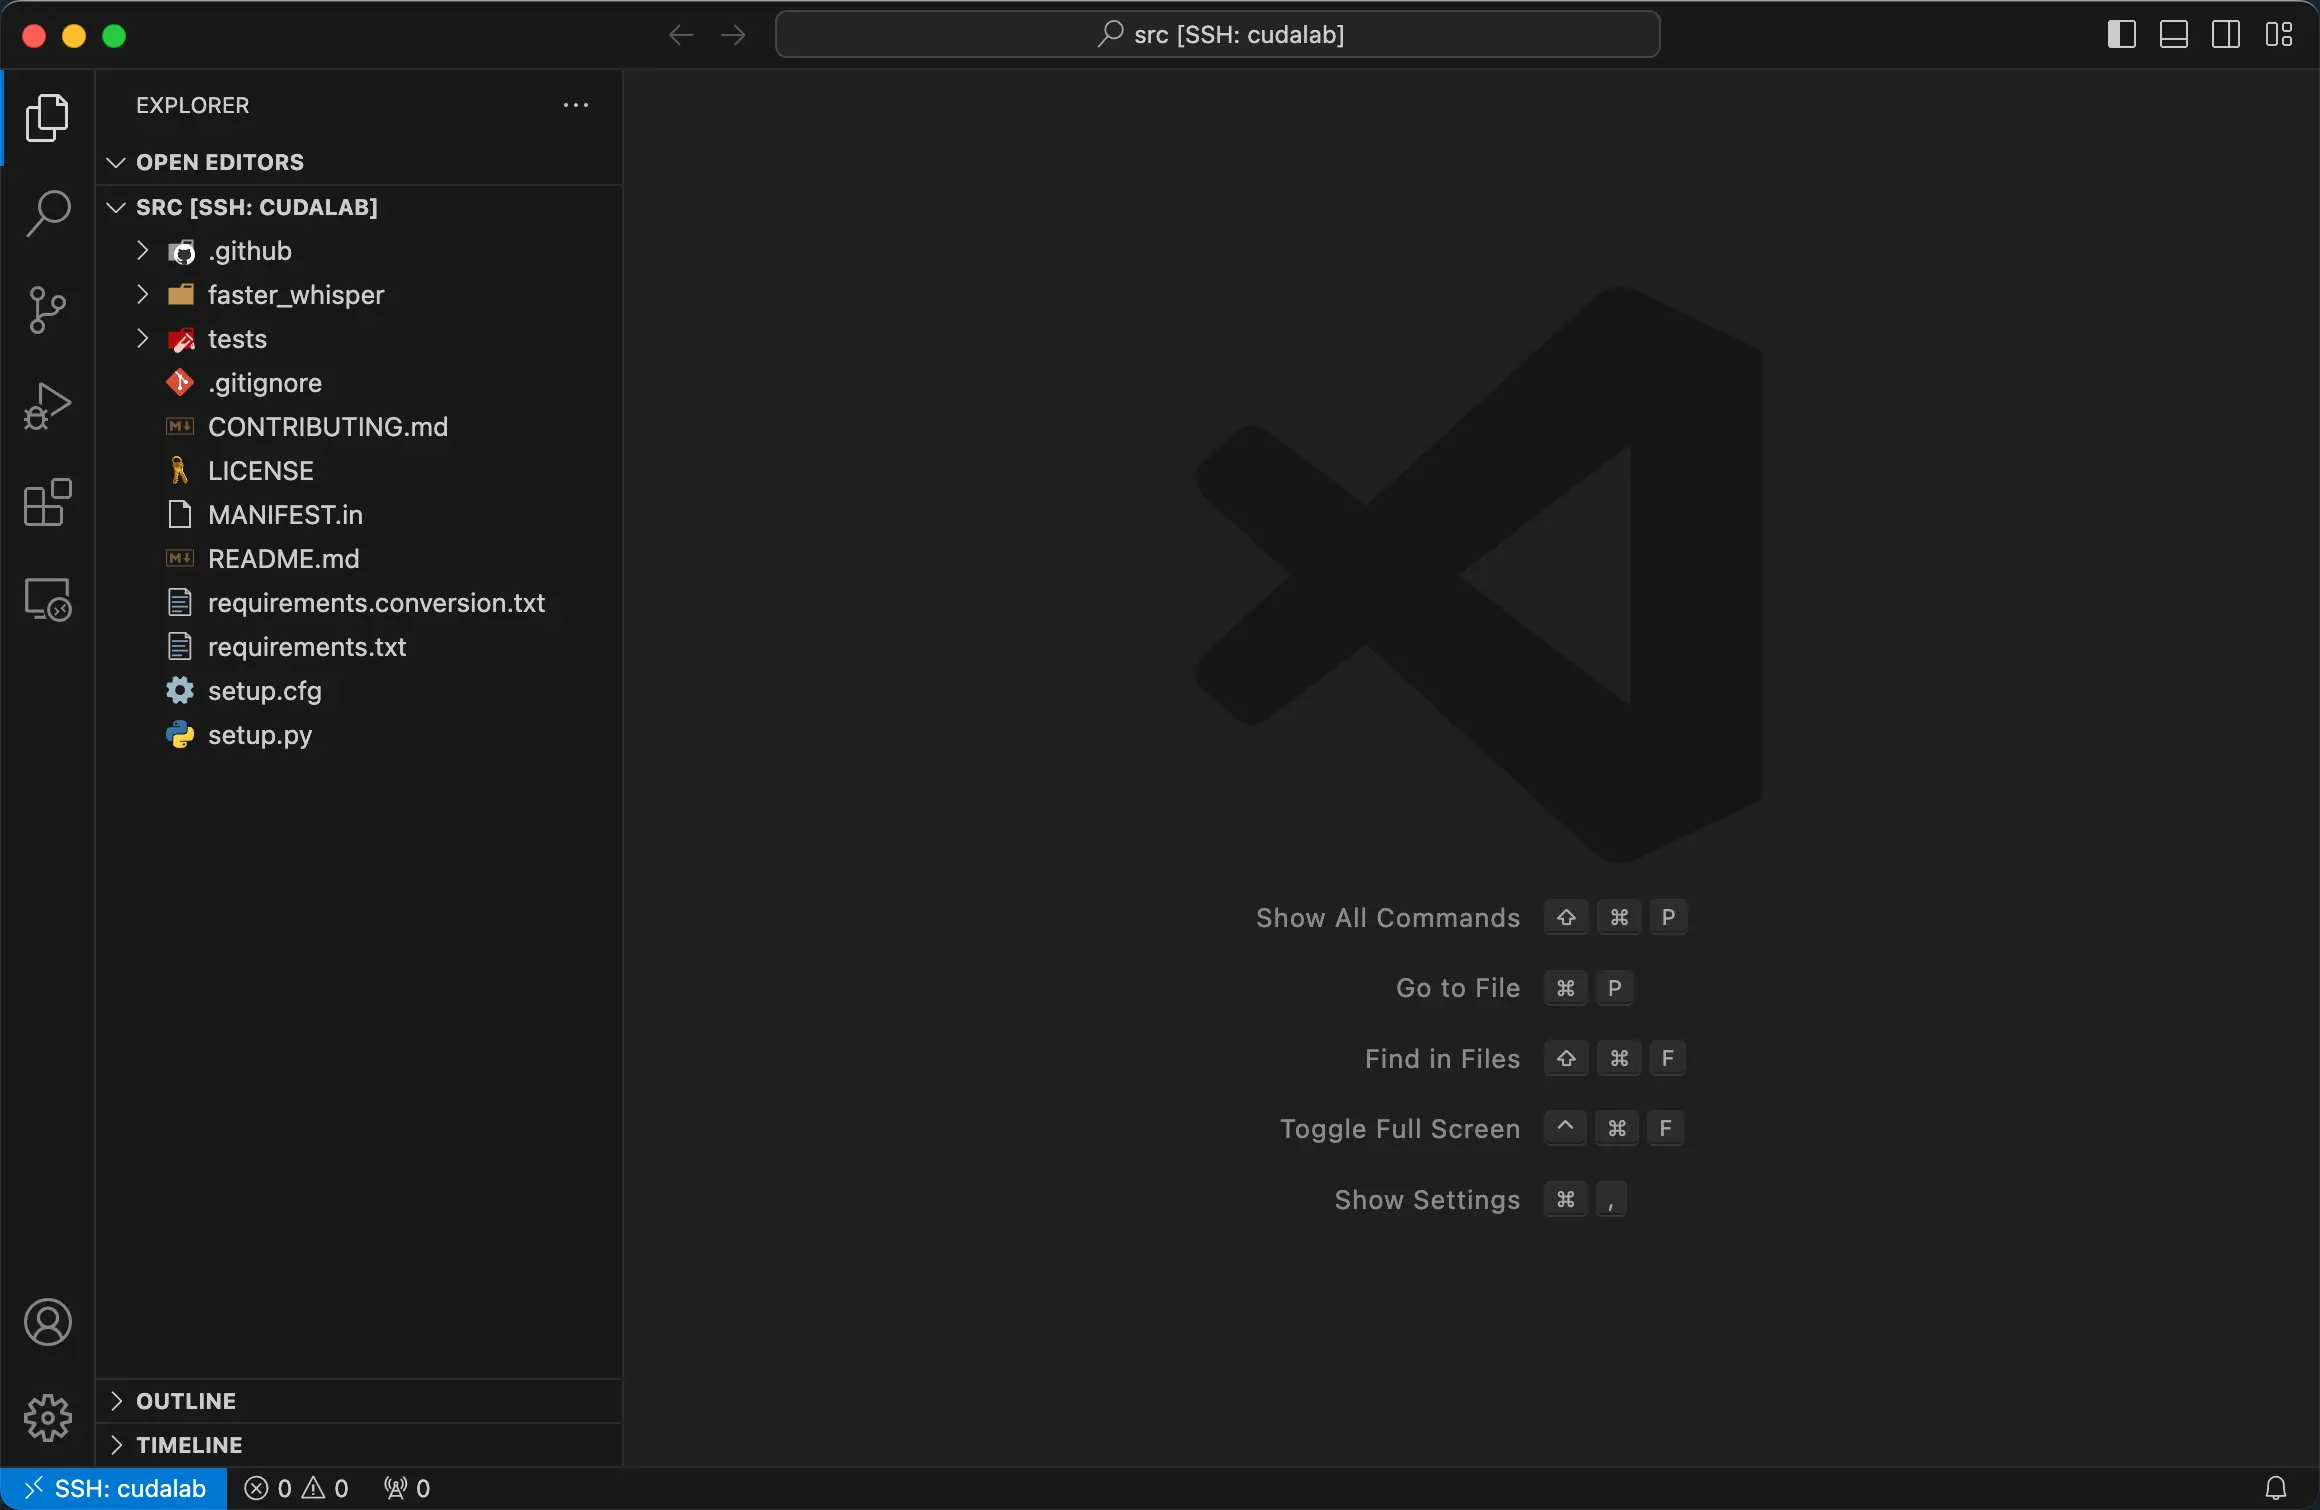 src [SSH: cudalab]
EXPLORER
OPEN EDITORS
SRC [SSH: CUDALAB]
.github
faster_whisper
tests
.gitignore
CONTRIBUTING.md
LICENSE
MANIFEST.in
README.md
requirements.conversion.txt
requirements.txt
setup.cfg
setup.py
Show All Commands ⇧ ⌘ P
Go to File ⌘ P
Find in Files ⇧ ⌘ F
Toggle Full Screen ^ ⌘ F
Show Settings ⌘ ,
OUTLINE
TIMELINE
SSH: cudalab 0 0 0